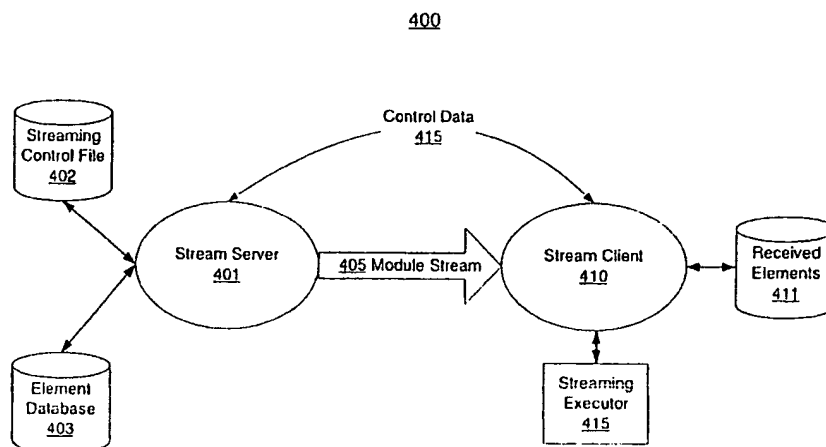 400
Streaming
Control File
402
Control Data
415
Stream Server
401
405 Module Stream
Stream Client
410
Received
Elements
411
Element
Database
403
Streaming
Executor
415